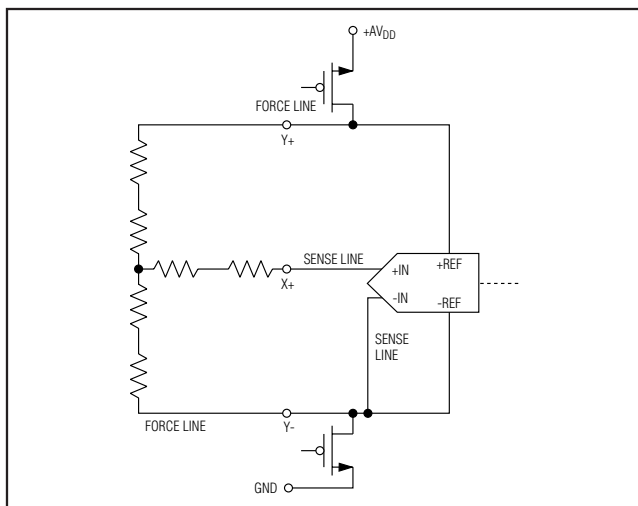 +AVDD
FORCE LINE
Y+
SENSE LINE
+IN
+REF
X+
-IN
-REF
SENSE
LINE
FORCE LINE
Y-
GND